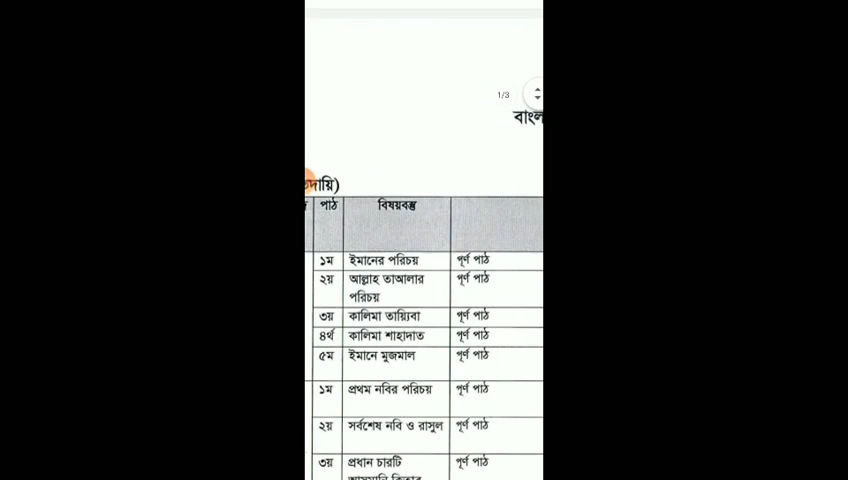 1/3
বাংল
তদায়ি)
পাঠ বিষয়বস্তু
১ম ইমানের পরিচয় পূর্ণ পাঠ
২য় আল্লাহ তাআলার পূর্ণ পাঠ
পরিচয়
৩য় কালিমা তায়্যিবা পূর্ণ পাঠ
৪র্থ কালিমা শাহাদাত পূর্ণ পাঠ
৫ম ইমানে মুজমাল পূর্ণ পাঠ
১ম প্রথম নবির পরিচয় পূর্ণ পাঠ
২য় সর্বশেষ নবি ও রাসুল পূর্ণ পাঠ
৩য় প্রধান চারটি পূর্ণ পাঠ